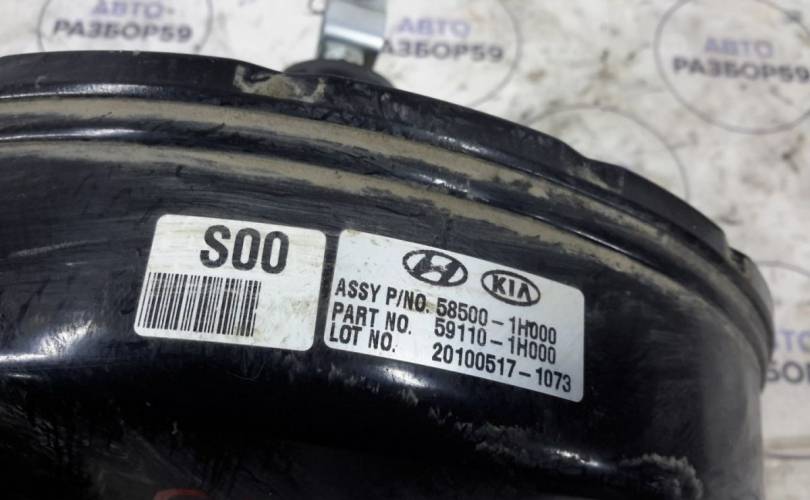 АВТО
РАЗБОР59
АВТО
РАЗБОР59
АВТО
РАЗБОР59
S00
KIA
ASSY P/NO. 58500-1H000
PART NO. 59110-1H000
LOT NO. 20100517-1073